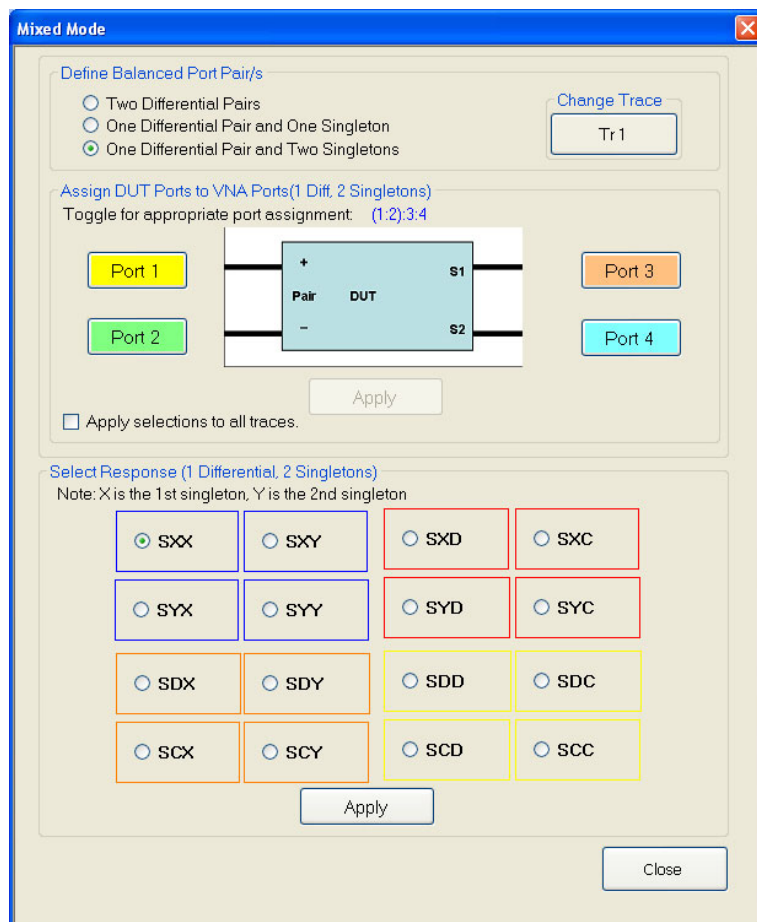 Mixed Mode
Define Balanced Port Pair/s
Two Differential Pairs
One Differential Pair and One Singleton
One Differential Pair and Two Singletons
Change Trace
Tr1
Assign DUT Ports to VNA Ports(1 Diff, 2 Singletons)
Toggle for appropriate port assignment: (1:2):3:4
Port 1
+
S1
Port 3
Pair DUT
Port 2
–
S2
Port 4
Apply
Apply selections to all traces.
Select Response (1 Differential, 2 Singletons)
Note: X is the 1st singleton, Y is the 2nd singleton
SXX SXY SXD SXC
SYX SYY SYD SYC
SDX SDY SDD SDC
SCX SCY SCD SCC
Apply
Close